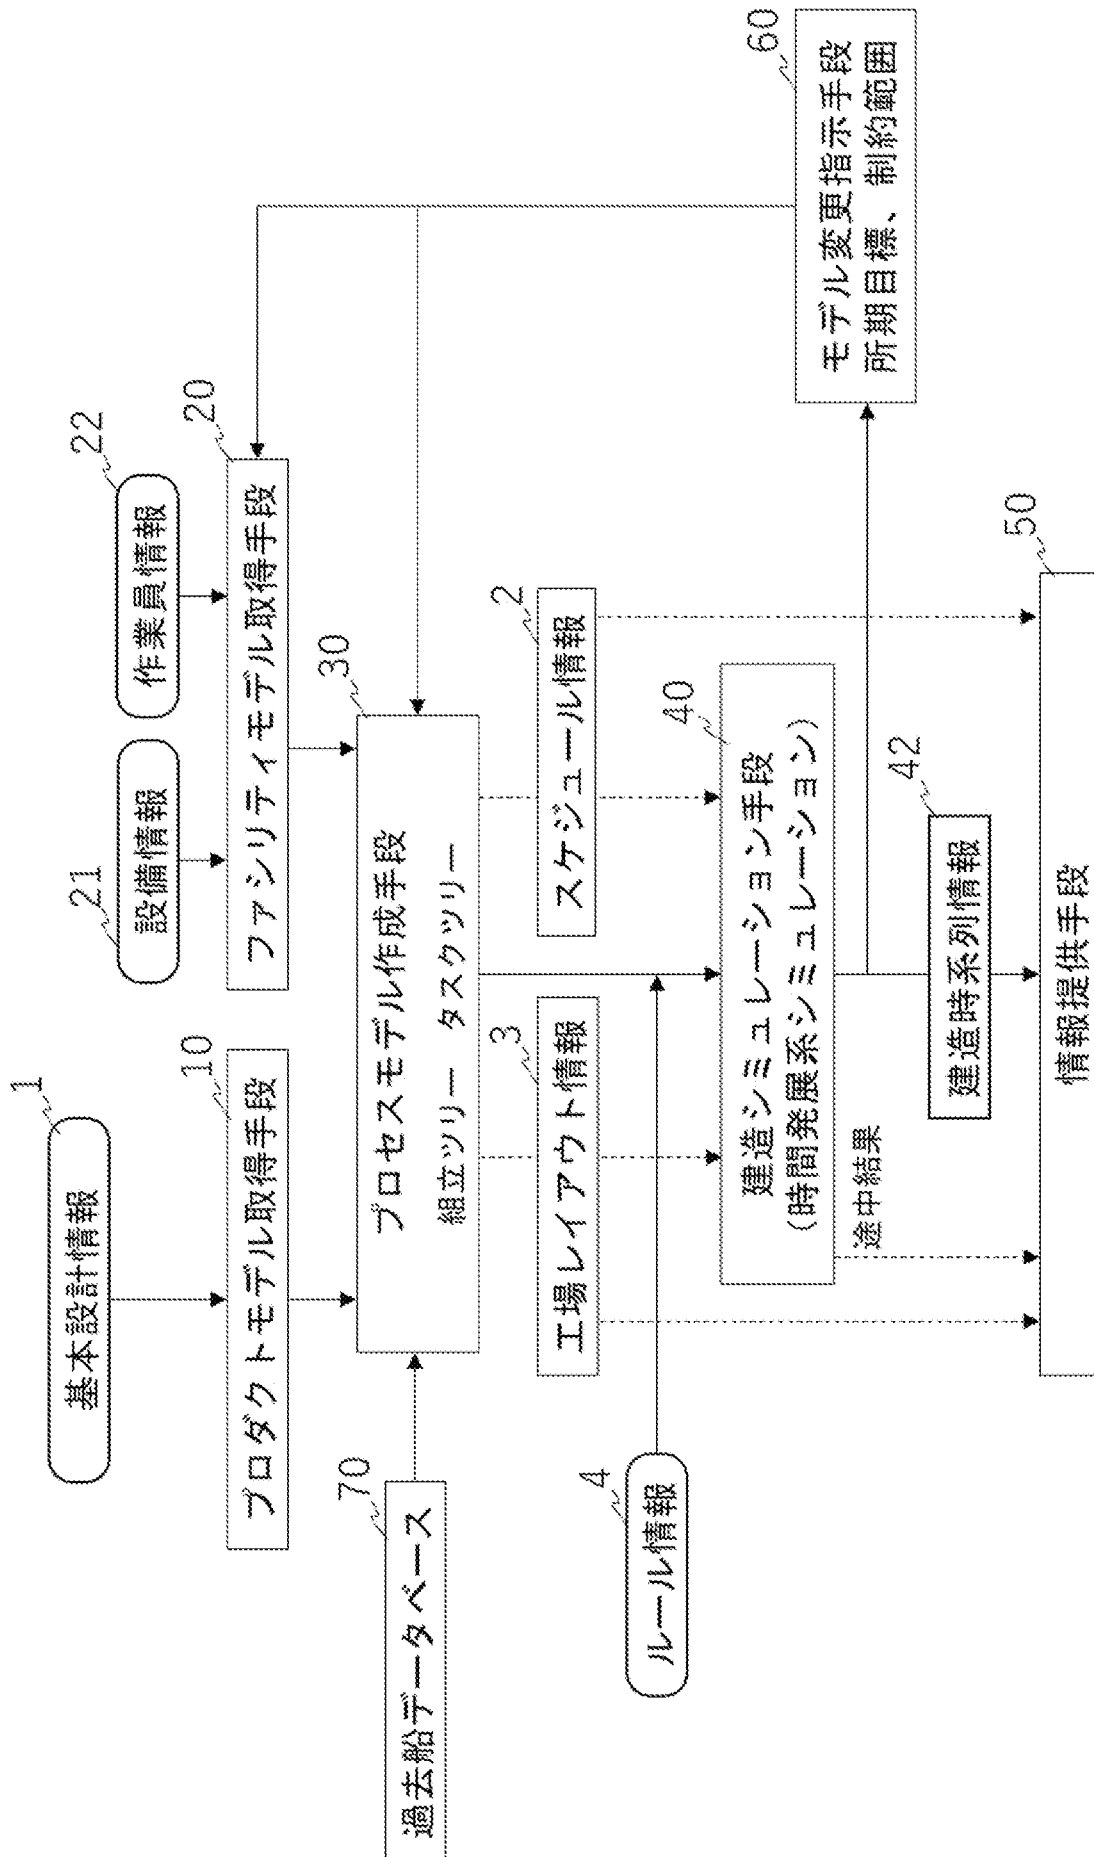 1
基本設計情報
22
作業員情報
21
設備情報
10
プロダクトモデル取得手段
20
ファシリティモデル取得手段
70
過去船データベース
30
プロセスモデル作成手段
組立ツリー タスクツリー
3
工場レイアウト情報
2
スケジュール情報
4
ルール情報
40
建造シミュレーション手段
(時間発展系シミュレーション)
途中結果
42
建造時系列情報
60
モデル変更指示手段
所期目標、制約範囲
50
情報提供手段